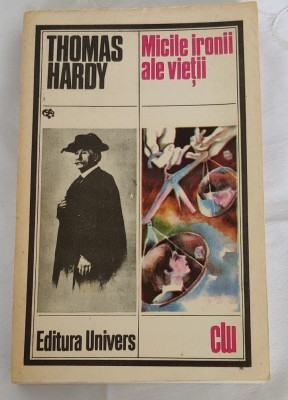 THOMAS
HARDY
Micile ironii
ale vieții
Editura Univers
clu